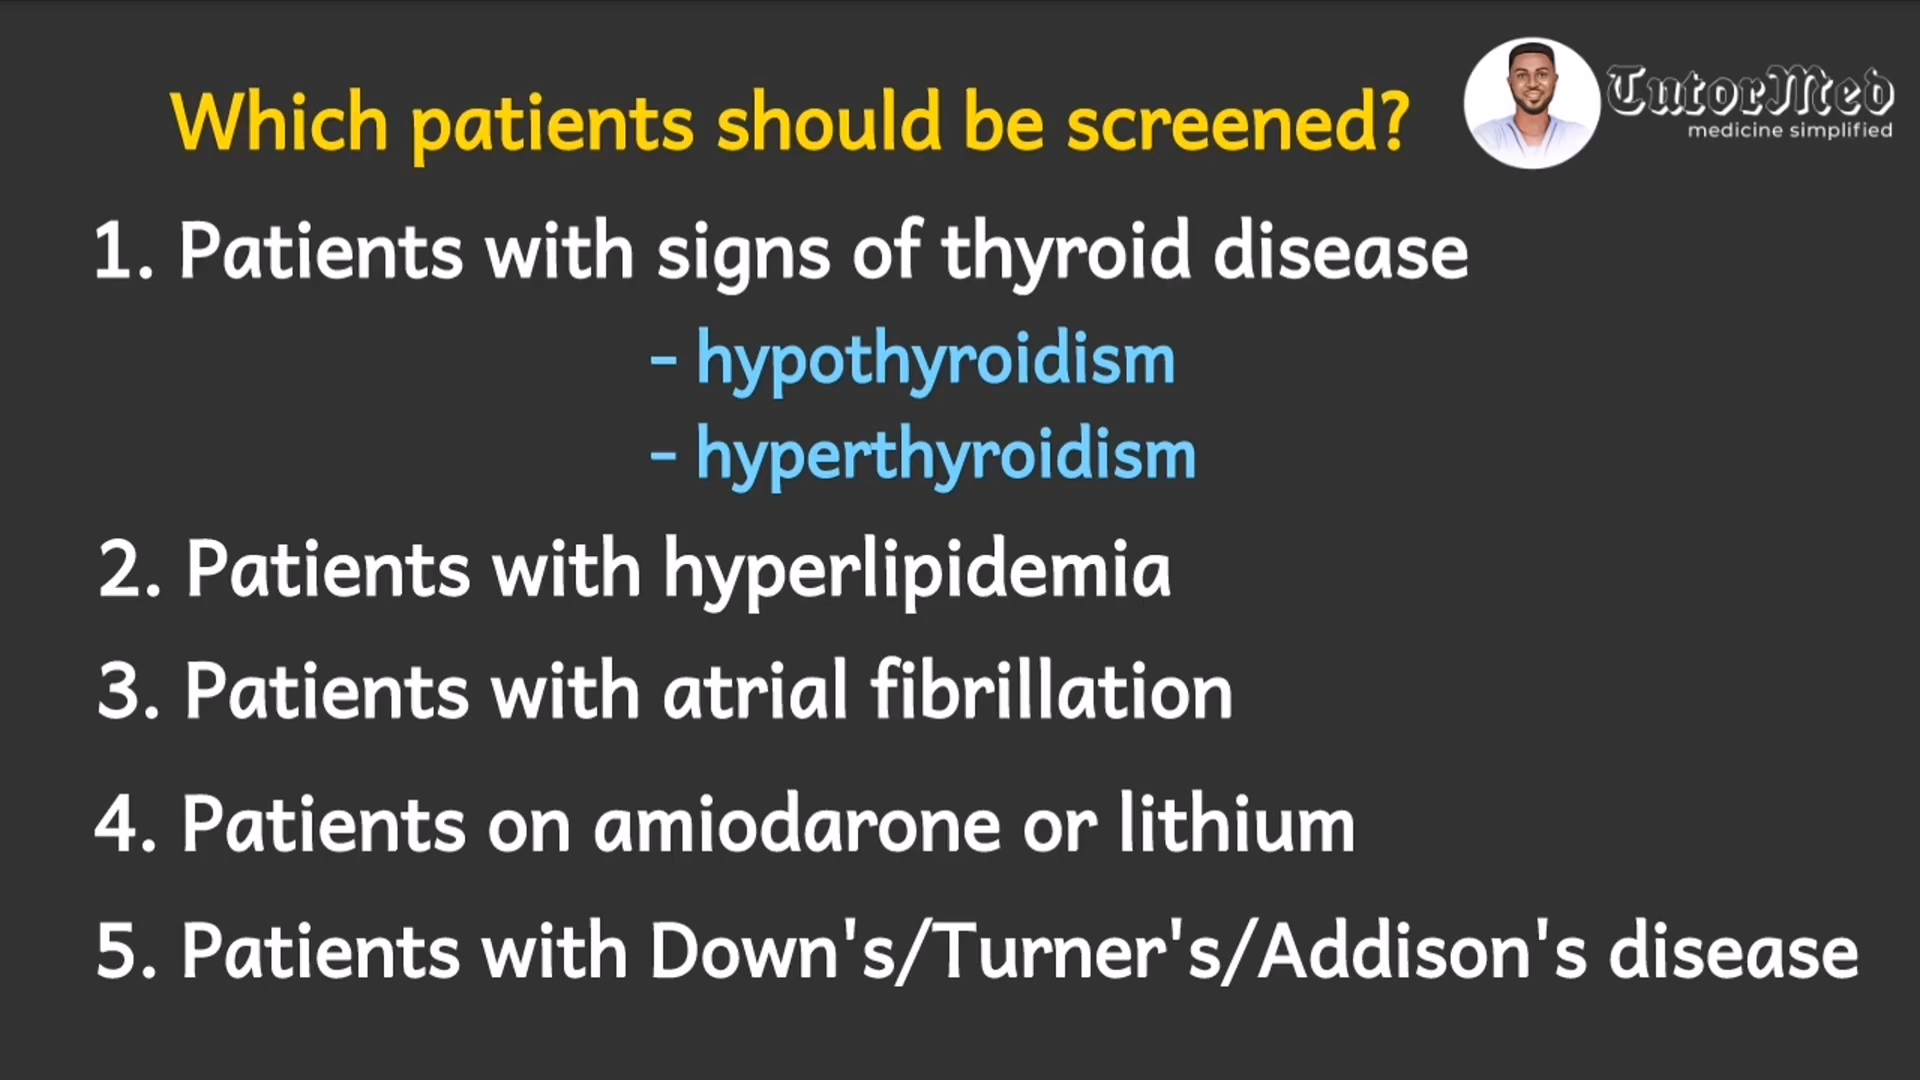 Which patients should be screened?
TutorMed
medicine simplified
1. Patients with signs of thyroid disease
- hypothyroidism
- hyperthyroidism
2. Patients with hyperlipidemia
3. Patients with atrial fibrillation
4. Patients on amiodarone or lithium
5. Patients with Down's/Turner's/Addison's disease